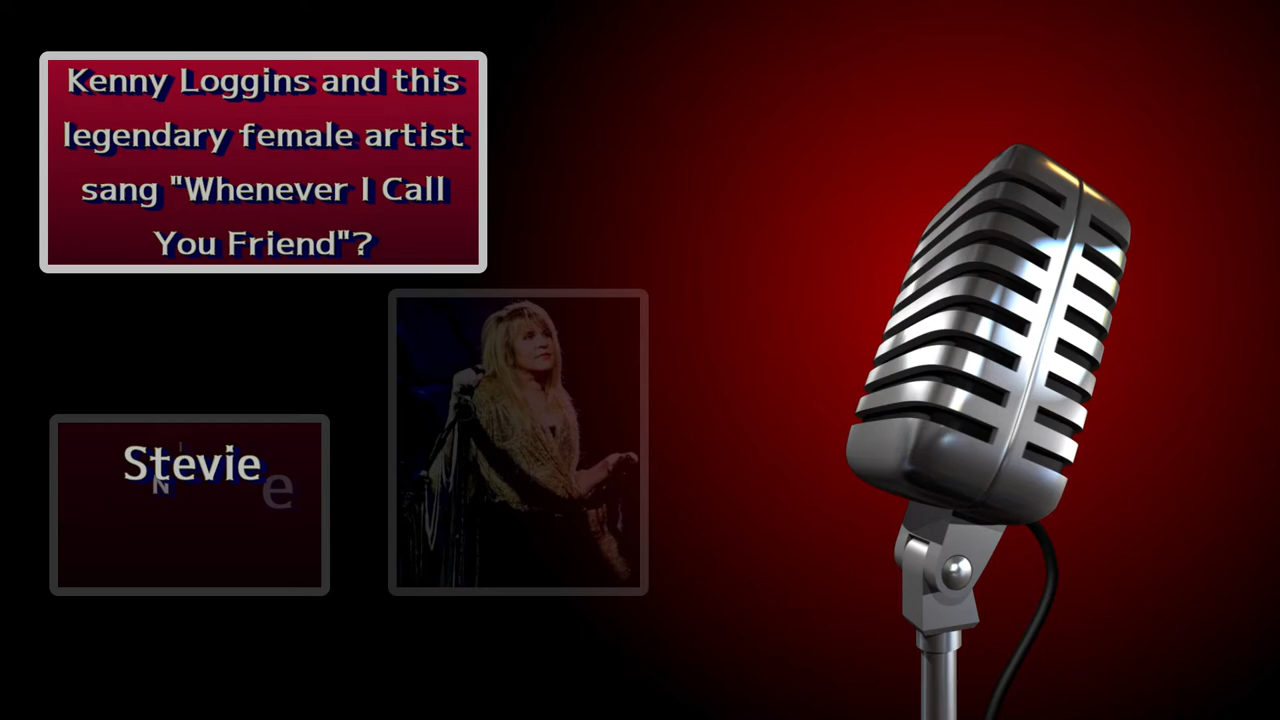 Kenny Loggins and this
legendary female artist
sang "Whenever I Call
You Friend"?
Stevie